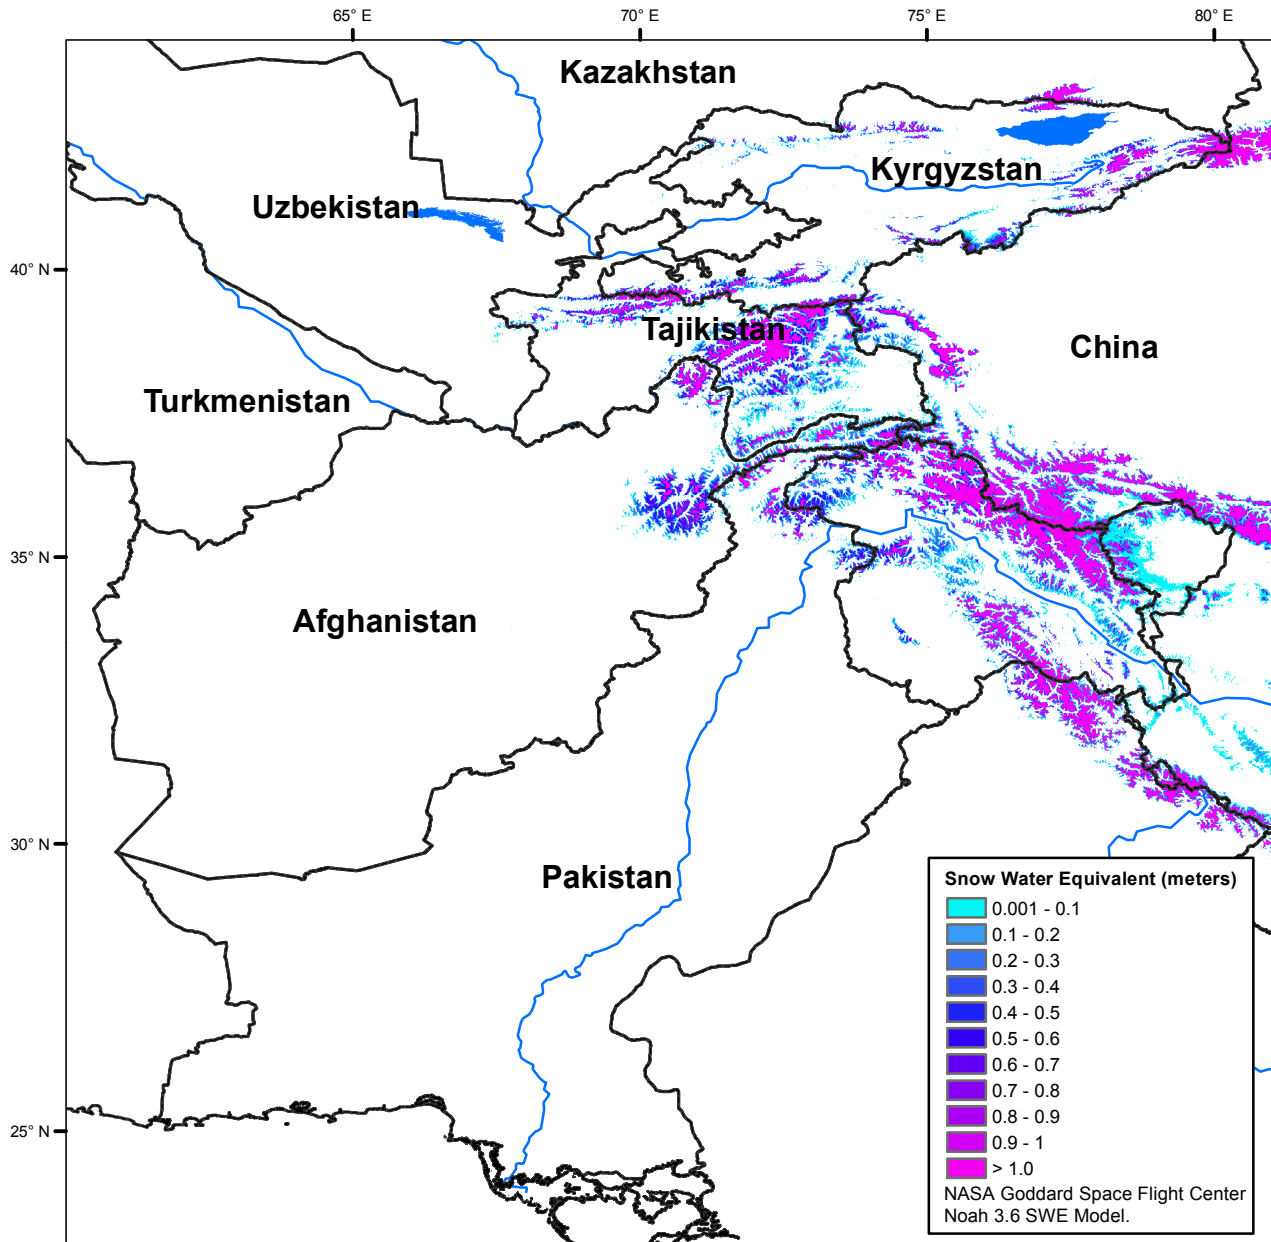 65° E
70° E
75° E
80° E
Kazakhstan
Kyrgyzstan
Uzbekistan
40° N
Tajikistan
China
Turkmenistan
35° N
Afghanistan
30° N
Pakistan
25° N
Snow Water Equivalent (meters)
0.001 - 0.1
0.1 - 0.2
0.2 - 0.3
0.3 - 0.4
0.4 - 0.5
0.5 - 0.6
0.6 - 0.7
0.7 - 0.8
0.8 - 0.9
0.9 - 1
> 1.0
NASA Goddard Space Flight Center
Noah 3.6 SWE Model.